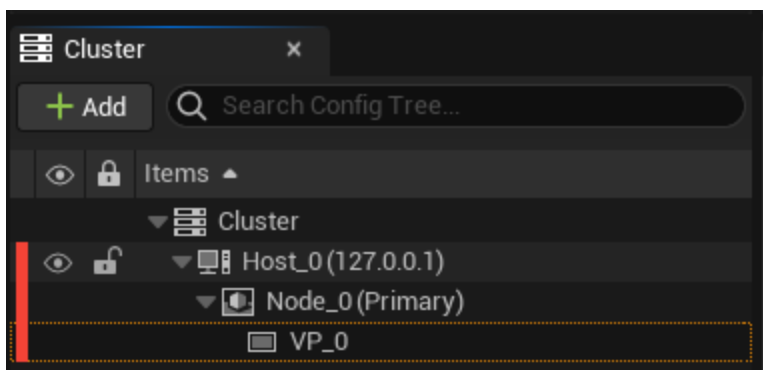 Cluster
Add
Search Config Tree...
Items
Cluster
Host_0 (127.0.0.1)
Node_0 (Primary)
VP_0